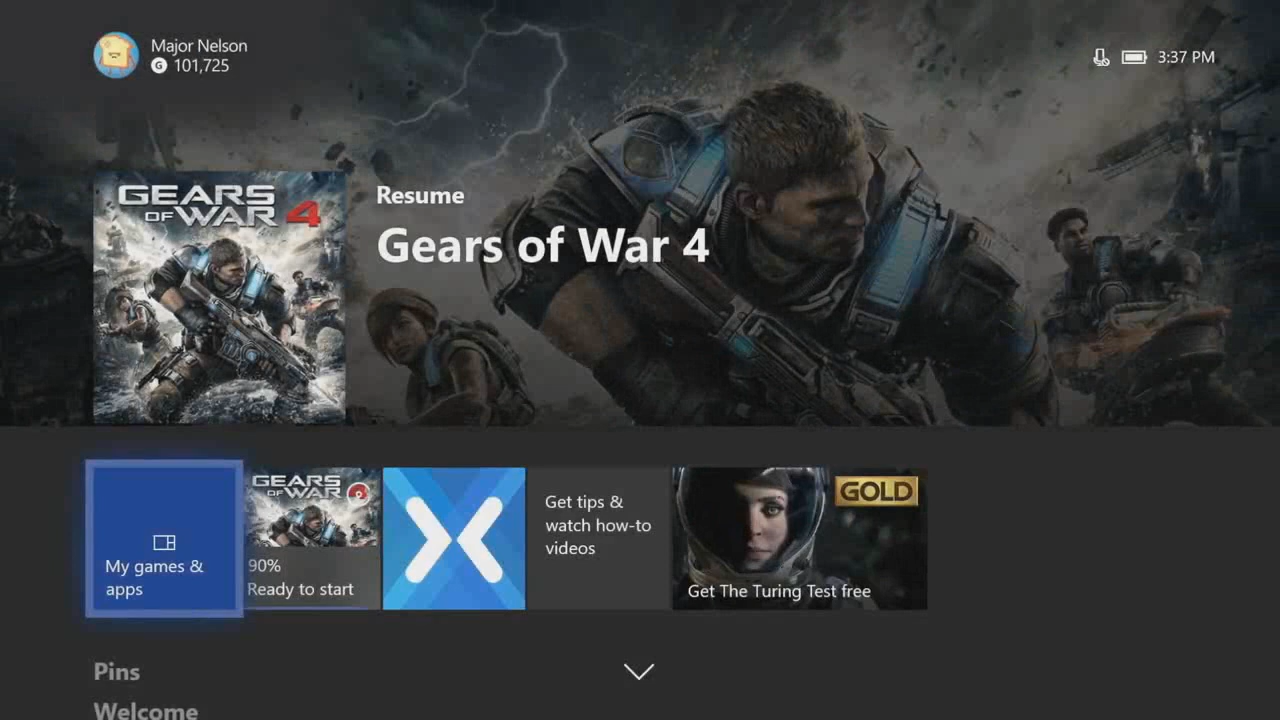 Major Nelson
G 101,725
3:37 PM
GEARS
OF WAR 4
Resume
Gears of War 4
My games &
apps
GEARS
OF WAR
90%
Ready to start
Get tips &
watch how-to
videos
GOLD
Get The Turing Test free
Pins
Welcome